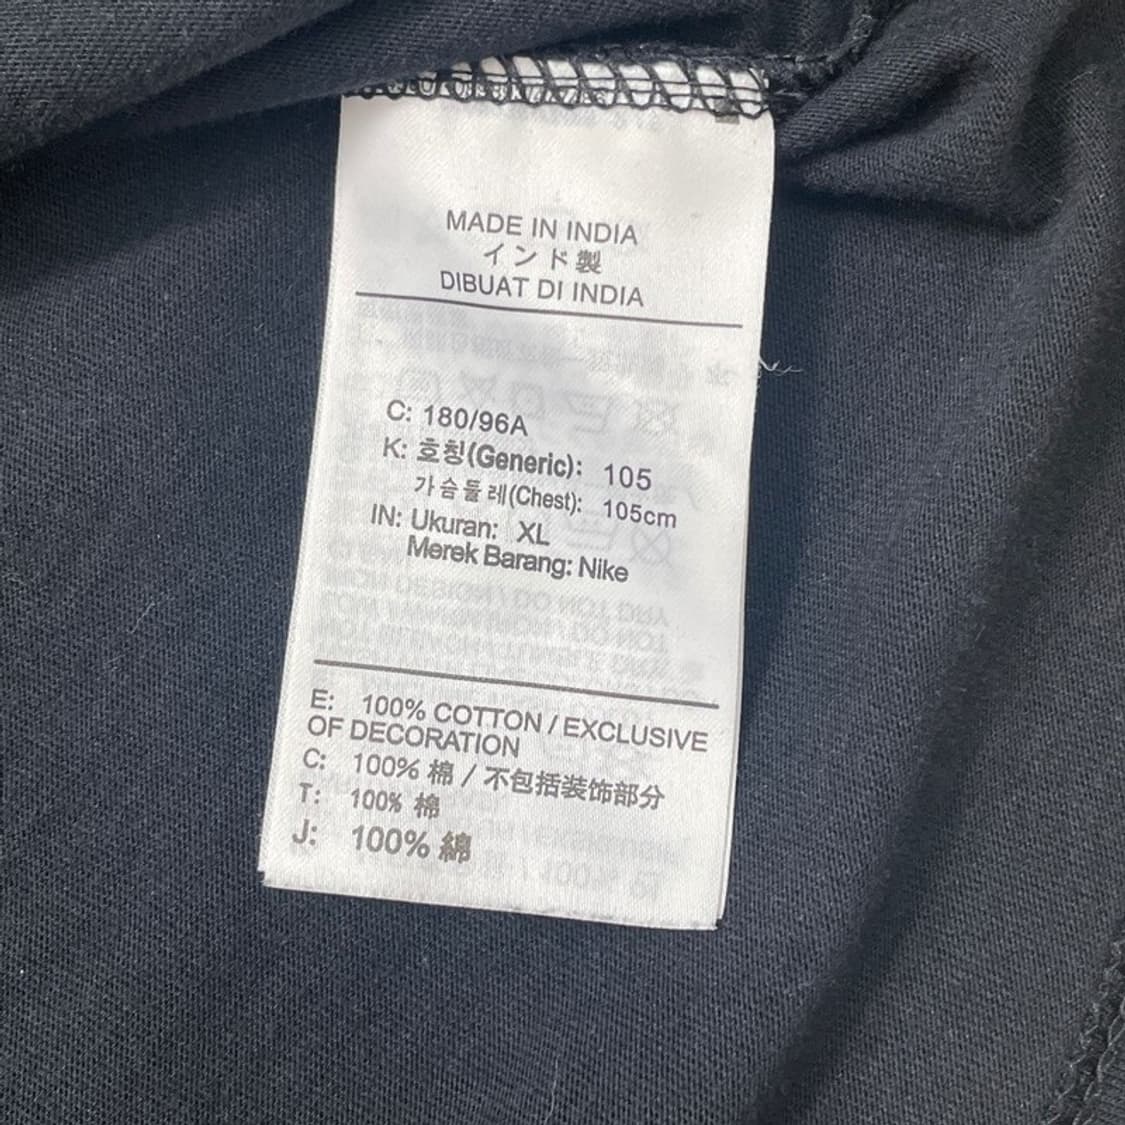 MADE IN INDIA
インド製
DIBUAT DI INDIA
C: 180/96A
K: 호칭(Generic): 105
가슴둘레(Chest): 105cm
IN: Ukuran: XL
Merek Barang: Nike
E: 100% COTTON / EXCLUSIVE
OF DECORATION
C: 100% 棉 / 不包括装饰部分
T: 100% 棉
J: 100% 綿